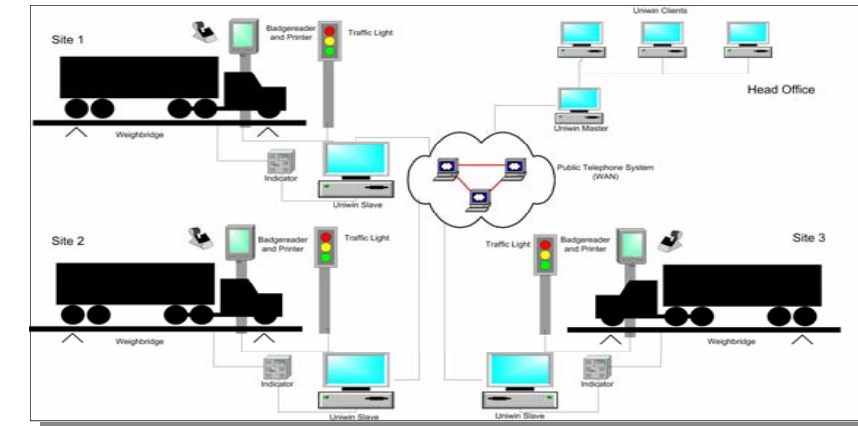 Uniwin Clients
Site 1
Badgereader
and Printer
Traffic Light
Head Office
Uniwin Master
Weighbridge
Indicator
Uniwin Slave
Public Telephone System
(WAN)
Site 2
Badgereader
and Printer
Traffic Light
Weighbridge
Indicator
Uniwin Slave
Traffic Light
Badgereader
and Printer
Site 3
Weighbridge
Indicator
Uniwin Slave